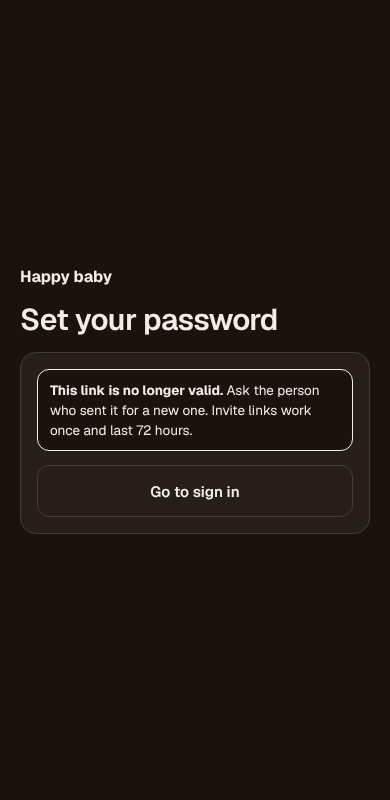 Happy baby
Set your password
This link is no longer valid. Ask the person
who sent it for a new one. Invite links work
once and last 72 hours.
Go to sign in